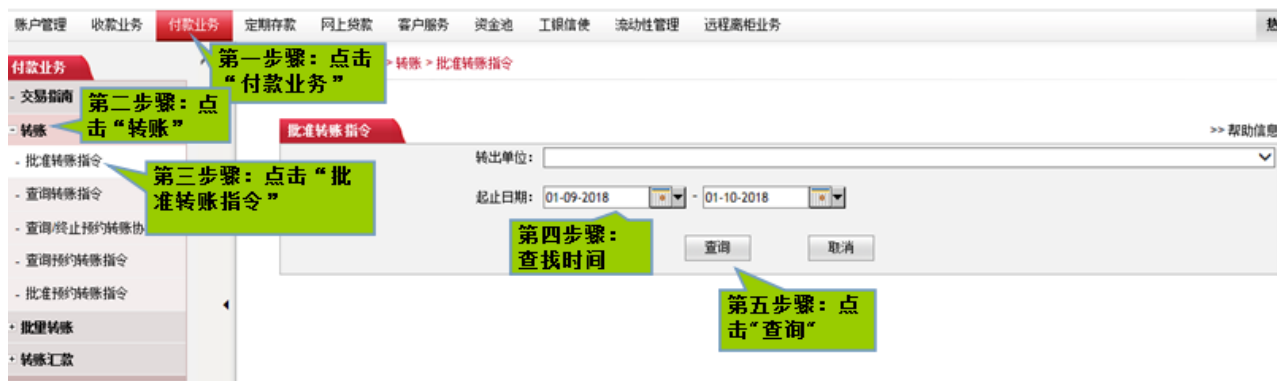 账户管理 收款业务 付款业务 定期存款 网上贷款 客户服务 资金池 工银信使 流动性管理 远程离柜业务 热
第一步骤：点击
“付款业务”
> 转账 > 批准转账指令
付款业务
- 交易指南
第二步骤：点
击“转账”
- 转账
批准转账指令
>> 帮助信息
- 批准转账指令
第三步骤：点击“批
准转账指令”
转出单位：
- 查询转账指令
起止日期： 01-09-2018 - 01-10-2018
- 查询/终止预约转账协
第四步骤：
查找时间
查询 取消
- 查询预约转账指令
- 批准预约转账指令
第五步骤：点
击“查询“
+ 批量转账
+ 转账汇款